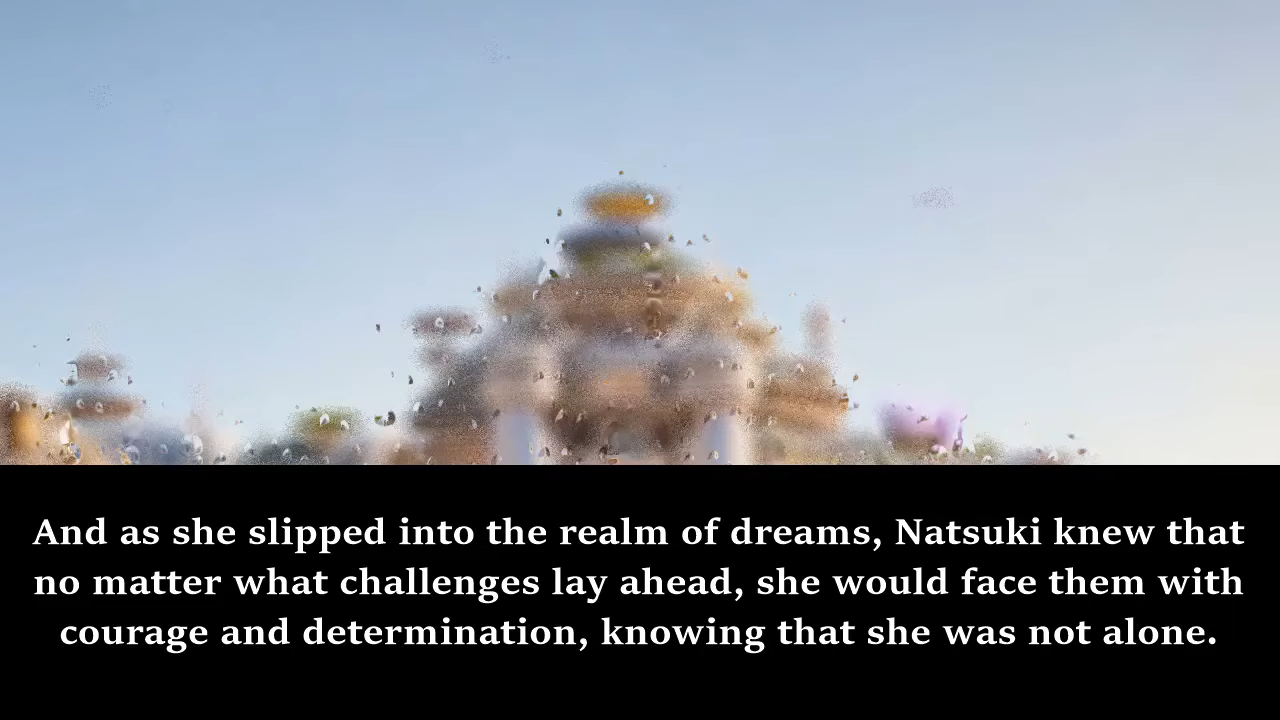 And as she slipped into the realm of dreams, Natsuki knew that
no matter what challenges lay ahead, she would face them with
courage and determination, knowing that she was not alone.